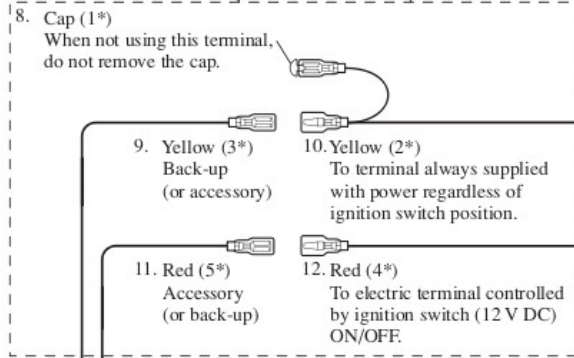 8. Cap (1*)
When not using this terminal,
do not remove the cap.
9. Yellow (3*)
Back-up
(or accessory)
10. Yellow (2*)
To terminal always supplied
with power regardless of
ignition switch position.
11. Red (5*)
Accessory
(or back-up)
12. Red (4*)
To electric terminal controlled
by ignition switch (12 V DC)
ON/OFF.